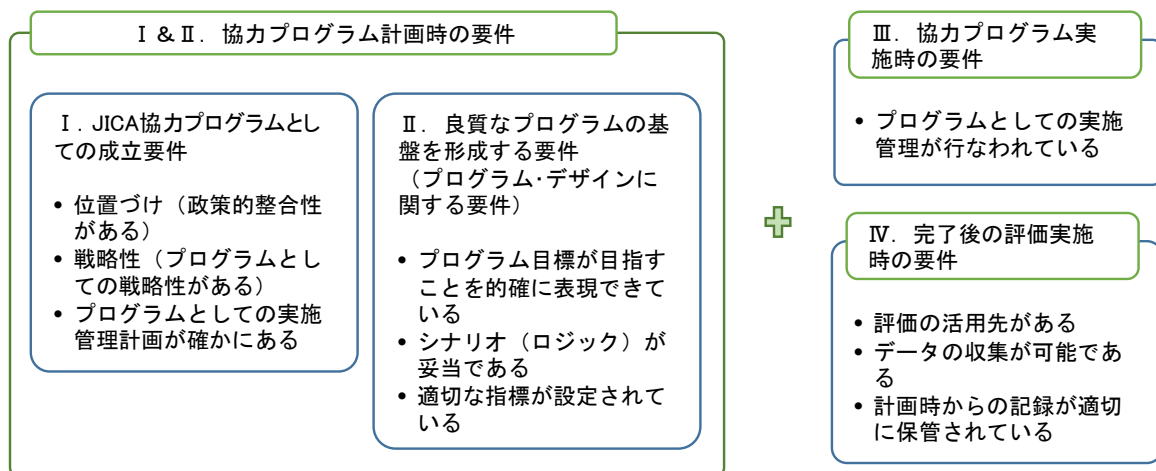 Ⅰ & Ⅱ．協力プログラム計画時の要件
Ⅰ．JICA協力プログラムとし
ての成立要件
• 位置づけ（政策的整合性
がある）
• 戦略性（プログラムとし
ての戦略性がある）
• プログラムとしての実施
管理計画が確かにある
Ⅱ．良質なプログラムの基
盤を形成する要件
（プログラム・デザインに
関する要件）
• プログラム目標が目指す
ことを的確に表現できて
いる
• シナリオ（ロジック）が
妥当である
• 適切な指標が設定されて
いる
Ⅲ．協力プログラム実
施時の要件
• プログラムとしての実施
管理が行なわれている
Ⅳ．完了後の評価実施
時の要件
• 評価の活用先がある
• データの収集が可能であ
る
• 計画時からの記録が適切
に保管されている